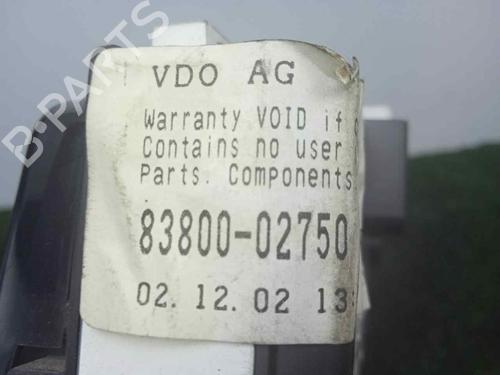 VDO AG
Warranty VOID if
Contains no user
Parts. Components
83800-02750
02. 12. 02 13
B-PARTS